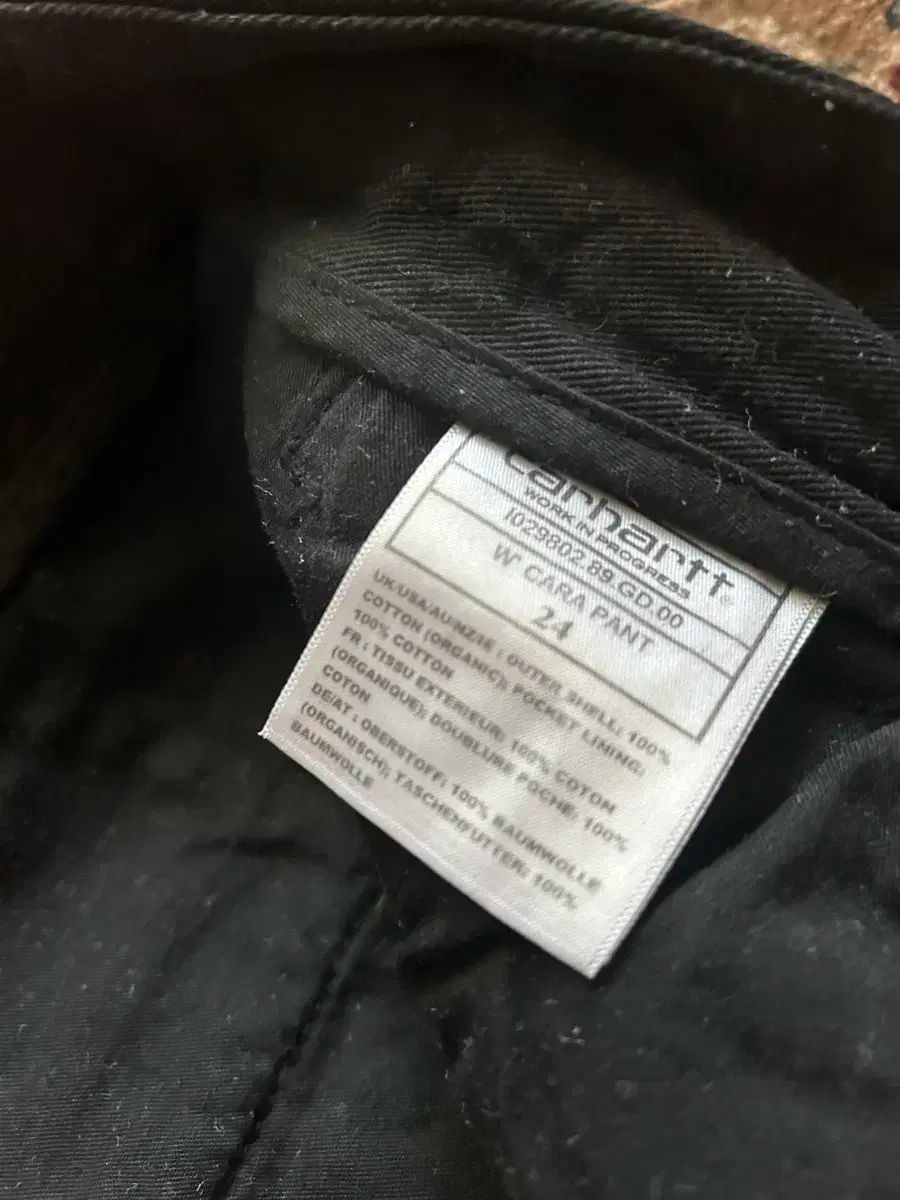 carhartt
WORK IN PROGRESS
I029802.89.GD.00
W' CARA PANT
24
UK/USA/AU/NZ/IE : OUTER SHELL: 100%
COTTON (ORGANIC); POCKET LINING:
100% COTTON
FR : TISSU EXTERIEUR: 100% COTON
(ORGANIQUE); DOUBLURE POCHE: 100%
COTON
DE/AT : OBERSTOFF: 100% BAUMWOLLE
(ORGANISCH); TASCHENFUTTER: 100%
BAUMWOLLE